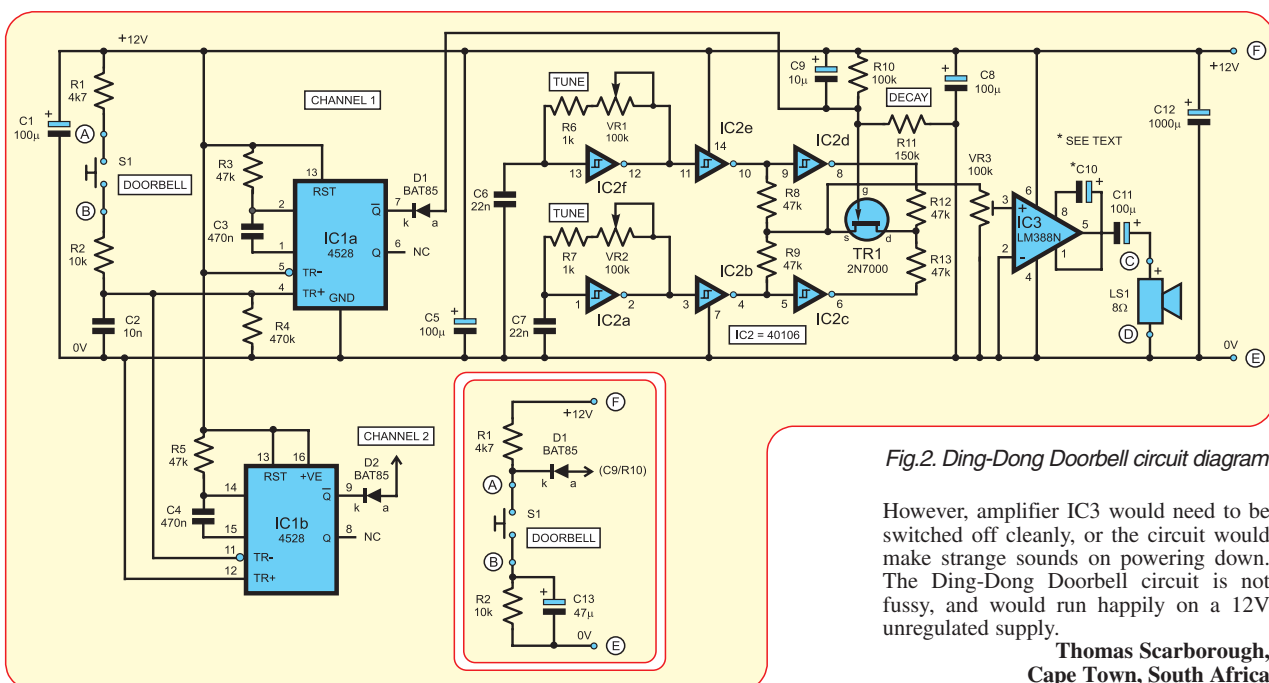 +12V
R1
4k7
C1
100µ
+
A
S1
DOORBELL
B
R2
10k
C2
10n
0V
CHANNEL 1
R3
47k
C3
470n
13
RST
2
1
5
4
IC1a
4528
TR-
TR+
GND
Q
7
Q
6
NC
D1
BAT85
k
a
R4
470k
C5
100µ
+
TUNE
R6
1k
VR1
100k
C6
22n
13
12
IC2f
IC2e
14
11
10
TUNE
R7
1k
VR2
100k
C7
22n
1
2
IC2a
IC2b
3
4
7
IC2 = 40106
R8
47k
R9
47k
IC2d
9
8
5
6
IC2c
C9
10µ
+
R10
100k
DECAY
R11
150k
g
s
d
TR1
2N7000
R12
47k
R13
47k
C8
100µ
+
* SEE TEXT
VR3
100k
3
2
+
-
IC3
LM388N
6
8
5
1
4
*C10
+
C11
100µ
+
C
+
LS1
8Ω
D
C12
1000µ
+
F
+12V
0V
E
R5
47k
C4
470n
13
16
RST
+VE
14
15
11
12
IC1b
4528
TR-
TR+
Q
9
Q
8
NC
D2
BAT85
k
a
CHANNEL 2
F
+12V
R1
4k7
D1
BAT85
k
a
(C9/R10)
A
S1
DOORBELL
B
R2
10k
+
C13
47µ
0V
E
Fig.2. Ding-Dong Doorbell circuit diagram
However, amplifier IC3 would need to be
switched off cleanly, or the circuit would
make strange sounds on powering down.
The Ding-Dong Doorbell circuit is not
fussy, and would run happily on a 12V
unregulated supply.
Thomas Scarborough,
Cape Town, South Africa